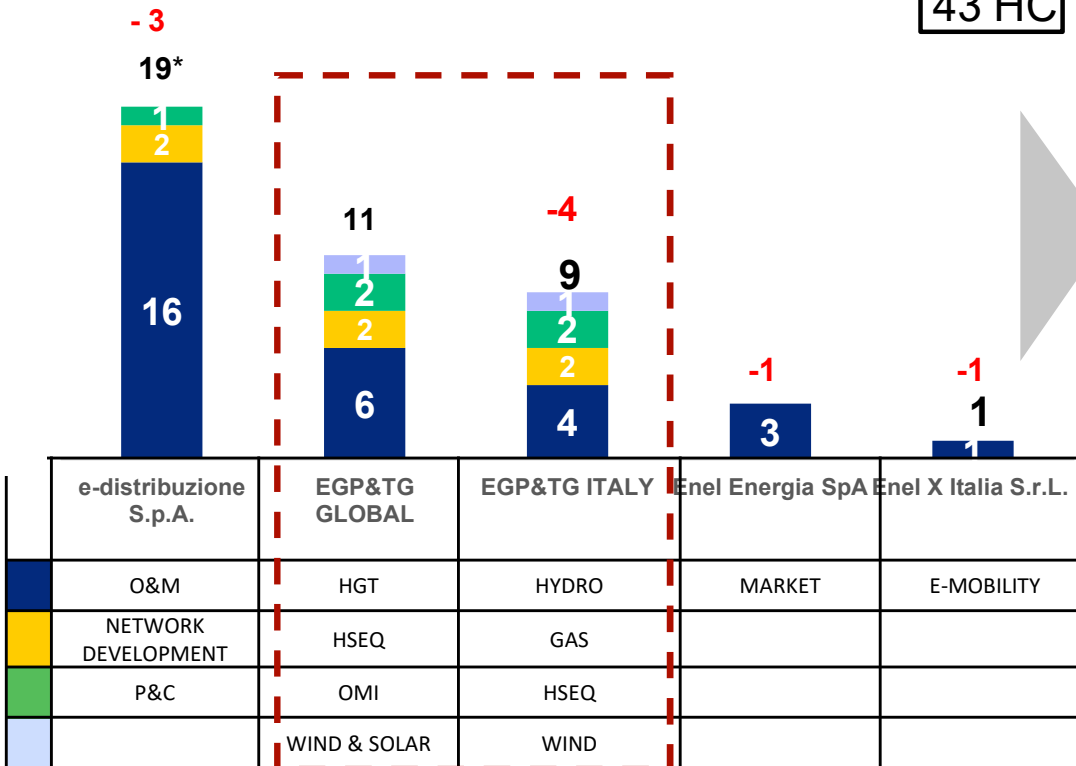 43 HC
- 3
19*
1
2
16
11
1
2
2
6
-4
9
1
2
2
4
-1
3
-1
1
1
e-distribuzione
S.p.A.
EGP&TG
GLOBAL
EGP&TG ITALY
Enel Energia SpA
Enel X Italia S.r.L.
O&M
HGT
HYDRO
MARKET
E-MOBILITY
NETWORK
DEVELOPMENT
HSEQ
GAS
P&C
OMI
HSEQ
WIND & SOLAR
WIND